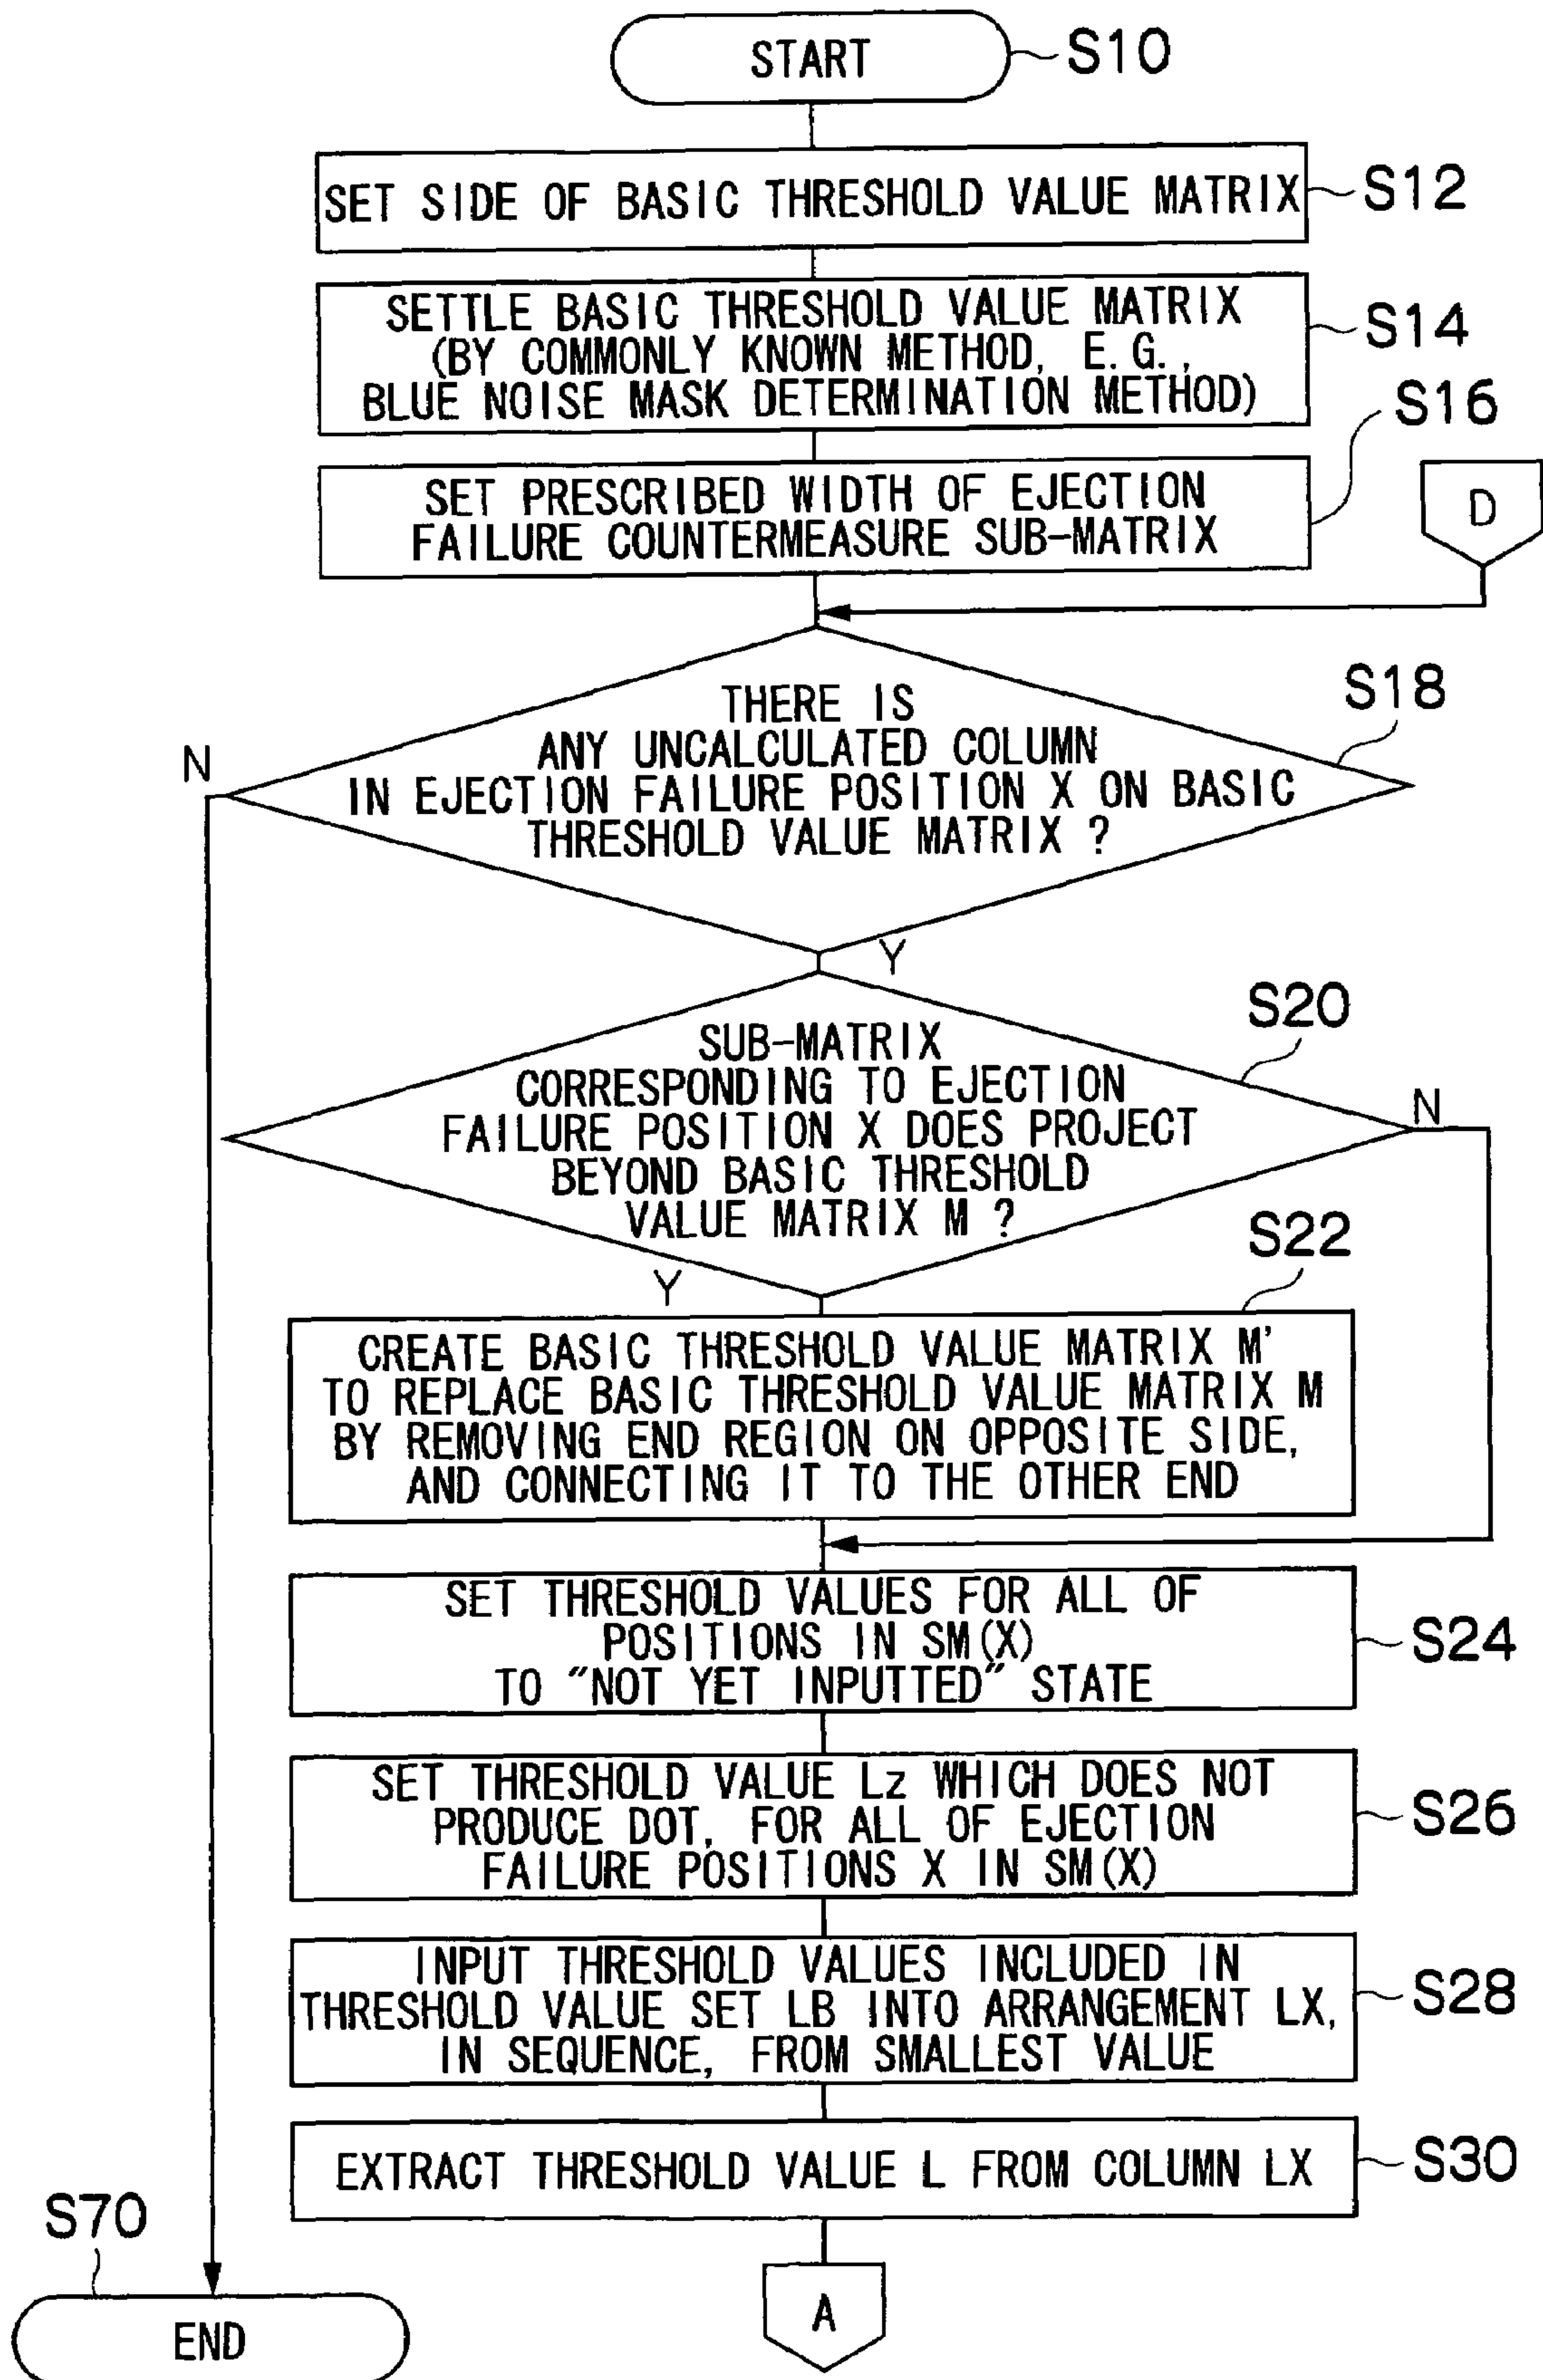 START
S10
SET SIDE OF BASIC THRESHOLD VALUE MATRIX
S12
SETTLE BASIC THRESHOLD VALUE MATRIX
(BY COMMONLY KNOWN METHOD, E.G.,
BLUE NOISE MASK DETERMINATION METHOD)
S14
S16
SET PRESCRIBED WIDTH OF EJECTION
FAILURE COUNTERMEASURE SUB-MATRIX
D
S18
THERE IS
ANY UNCALCULATED COLUMN
IN EJECTION FAILURE POSITION X ON BASIC
THRESHOLD VALUE MATRIX ?
N
Y
S20
SUB-MATRIX
CORRESPONDING TO EJECTION
FAILURE POSITION X DOES PROJECT
BEYOND BASIC THRESHOLD
VALUE MATRIX M ?
N
Y
S22
CREATE BASIC THRESHOLD VALUE MATRIX M'
TO REPLACE BASIC THRESHOLD VALUE MATRIX M
BY REMOVING END REGION ON OPPOSITE SIDE,
AND CONNECTING IT TO THE OTHER END
SET THRESHOLD VALUES FOR ALL OF
POSITIONS IN SM(X)
TO "NOT YET INPUTTED" STATE
S24
SET THRESHOLD VALUE Lz WHICH DOES NOT
PRODUCE DOT, FOR ALL OF EJECTION
FAILURE POSITIONS X IN SM(X)
S26
INPUT THRESHOLD VALUES INCLUDED IN
THRESHOLD VALUE SET LB INTO ARRANGEMENT LX,
IN SEQUENCE, FROM SMALLEST VALUE
S28
EXTRACT THRESHOLD VALUE L FROM COLUMN LX
S30
S70
END
A